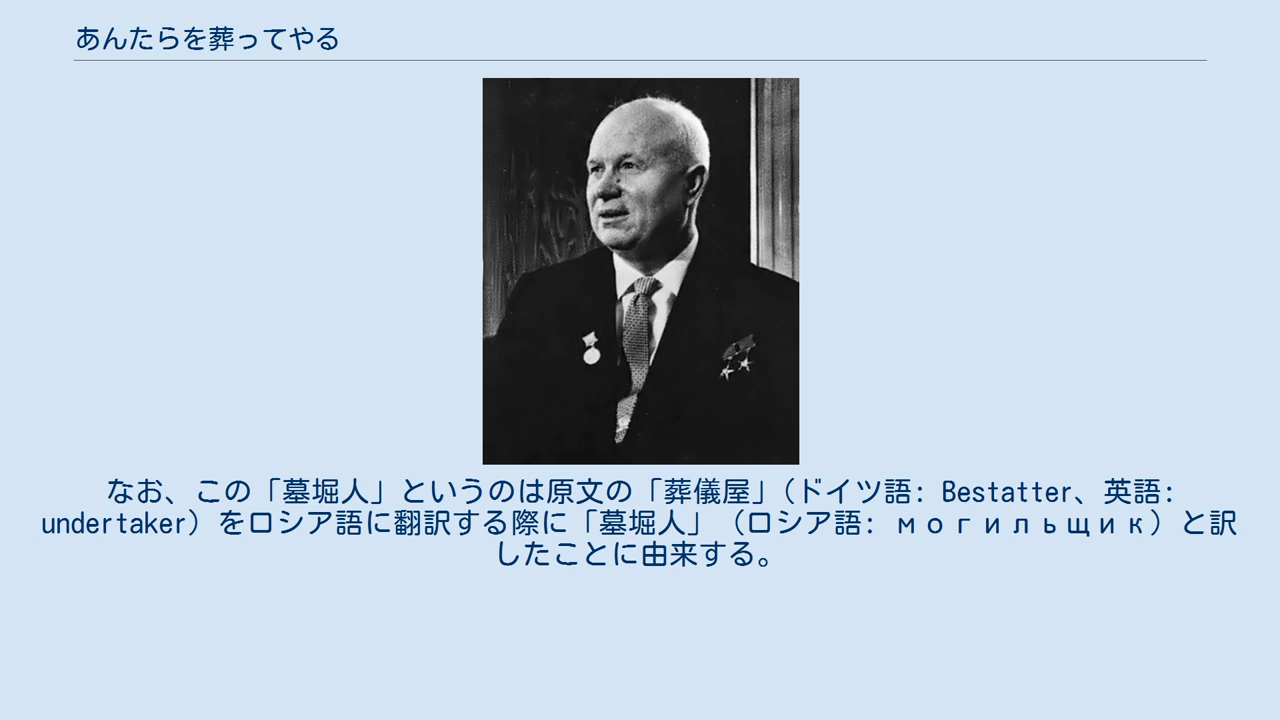 あんたらを葬ってやる
なお、この「墓堀人」というのは原文の「葬儀屋」（ドイツ語: Bestatter、英語:
undertaker）をロシア語に翻訳する際に「墓堀人」（ロシア語: могильщик）と訳
したことに由来する。